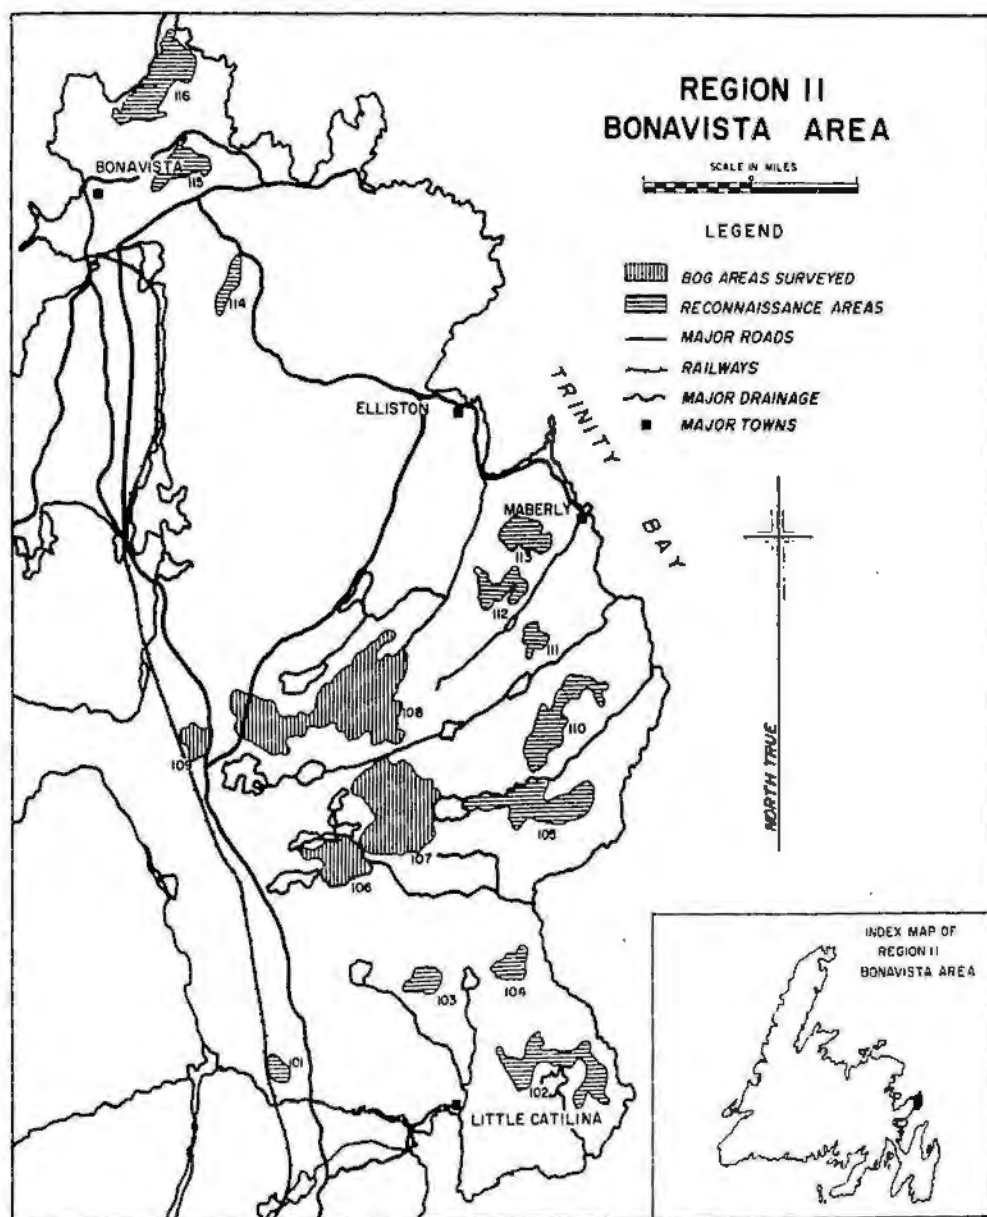 REGION II
BONAVISTA AREA
SCALE IN MILES
LEGEND
BOG AREAS SURVEYED
RECONNAISSANCE AREAS
MAJOR ROADS
RAILWAYS
MAJOR DRAINAGE
MAJOR TOWNS
116
BONAVISTA
115
114
ELLISTON
TRINITY BAY
MABERLY
113
112
111
108
110
109
105
107
106
NORTH TRUE
103
104
101
102
LITTLE CATILINA
INDEX MAP OF
REGION II
BONAVISTA AREA